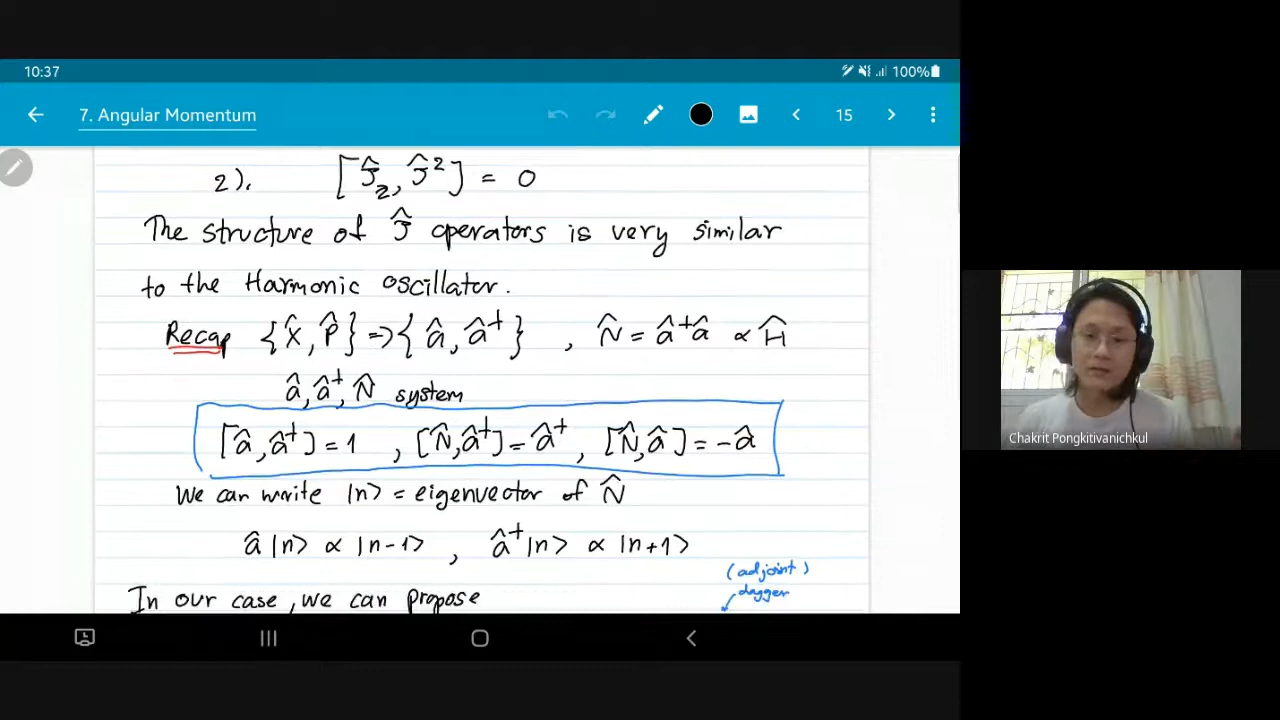 10:37
100%
7. Angular Momentum
15
2). [Ĵ₂, Ĵ²] = 0
The structure of Ĵ operators is very similar
to the Harmonic oscillator.
Recap {X̂, P̂} => {â, â†} , N̂ = â†â ∝ Ĥ
â, â†, N̂ system
[â, â†] = 1 , [N̂, â†] = â† , [N̂, â] = -â
We can write |n> = eigenvector of N̂
â |n> ∝ |n-1> , â† |n> ∝ |n+1>
(adjoint)
dagger
In our case, we can propose
Chakrit Pongkitivanichkul